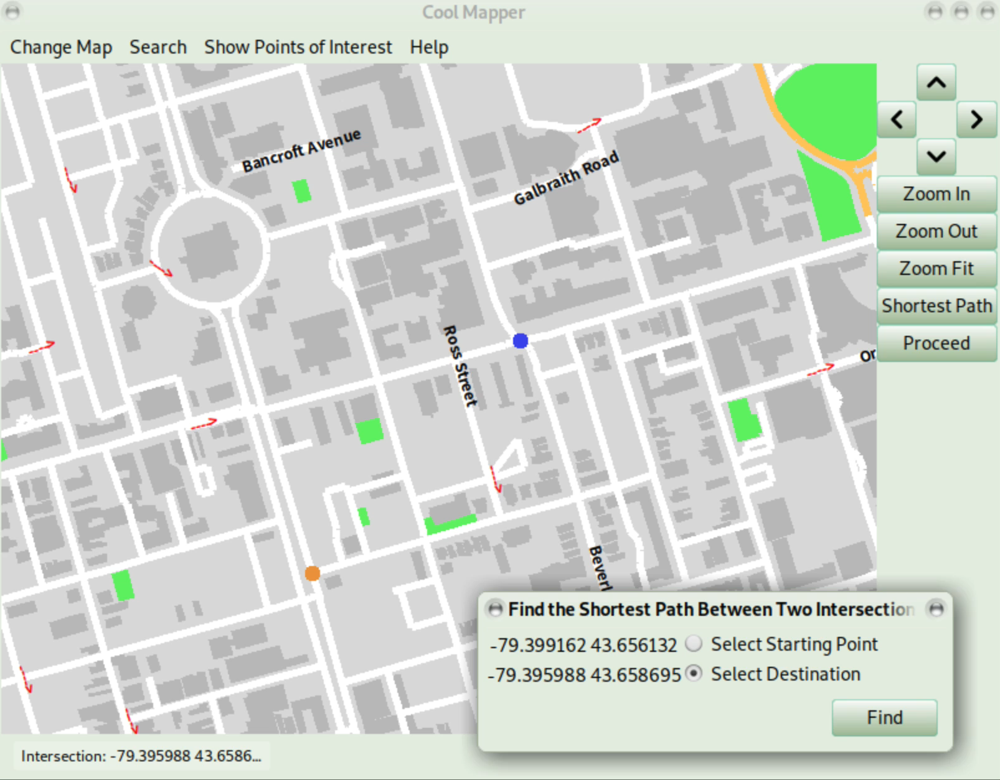 Cool Mapper
Change Map Search Show Points of Interest Help
Bancroft Avenue
Galbraith Road
Zoom In
Zoom Out
Zoom Fit
Shortest Path
Proceed
Ross Street
Or
Beverl
Find the Shortest Path Between Two Intersection
-79.399162 43.656132 Select Starting Point
-79.395988 43.658695 Select Destination
Find
Intersection: -79.395988 43.6586...